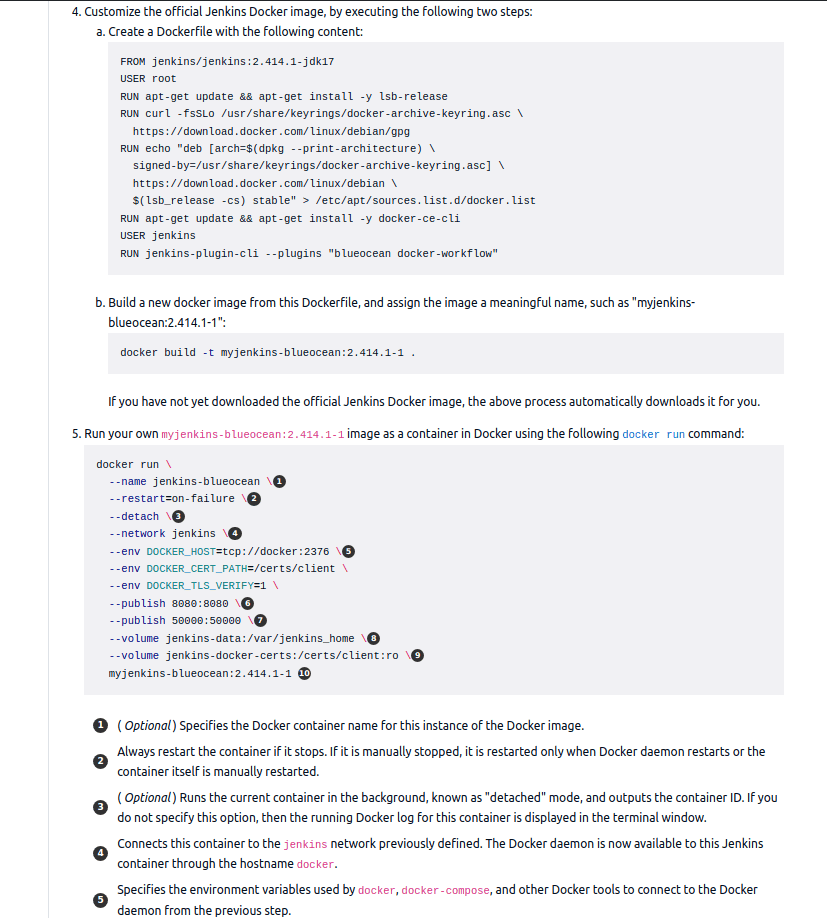 4. Customize the official Jenkins Docker image, by executing the following two steps:
a. Create a Dockerfile with the following content:
FROM jenkins/jenkins:2.414.1-jdk17
USER root
RUN apt-get update && apt-get install -y lsb-release
RUN curl -fsSLo /usr/share/keyrings/docker-archive-keyring.asc \
  https://download.docker.com/linux/debian/gpg
RUN echo "deb [arch=$(dpkg --print-architecture) \
  signed-by=/usr/share/keyrings/docker-archive-keyring.asc] \
  https://download.docker.com/linux/debian \
  $(lsb_release -cs) stable" > /etc/apt/sources.list.d/docker.list
RUN apt-get update && apt-get install -y docker-ce-cli
USER jenkins
RUN jenkins-plugin-cli --plugins "blueocean docker-workflow"
b. Build a new docker image from this Dockerfile, and assign the image a meaningful name, such as "myjenkins-
blueocean:2.414.1-1":
docker build -t myjenkins-blueocean:2.414.1-1 .
If you have not yet downloaded the official Jenkins Docker image, the above process automatically downloads it for you.
5. Run your own myjenkins-blueocean:2.414.1-1 image as a container in Docker using the following docker run command:
docker run \
  --name jenkins-blueocean \ 1
  --restart=on-failure \ 2
  --detach \ 3
  --network jenkins \ 4
  --env DOCKER_HOST=tcp://docker:2376 \ 5
  --env DOCKER_CERT_PATH=/certs/client \
  --env DOCKER_TLS_VERIFY=1 \
  --publish 8080:8080 \ 6
  --publish 50000:50000 \ 7
  --volume jenkins-data:/var/jenkins_home \ 8
  --volume jenkins-docker-certs:/certs/client:ro \ 9
  myjenkins-blueocean:2.414.1-1 10
1 ( Optional ) Specifies the Docker container name for this instance of the Docker image.
2 Always restart the container if it stops. If it is manually stopped, it is restarted only when Docker daemon restarts or the
container itself is manually restarted.
3 ( Optional ) Runs the current container in the background, known as "detached" mode, and outputs the container ID. If you
do not specify this option, then the running Docker log for this container is displayed in the terminal window.
4 Connects this container to the jenkins network previously defined. The Docker daemon is now available to this Jenkins
container through the hostname docker.
5 Specifies the environment variables used by docker, docker-compose, and other Docker tools to connect to the Docker
daemon from the previous step.